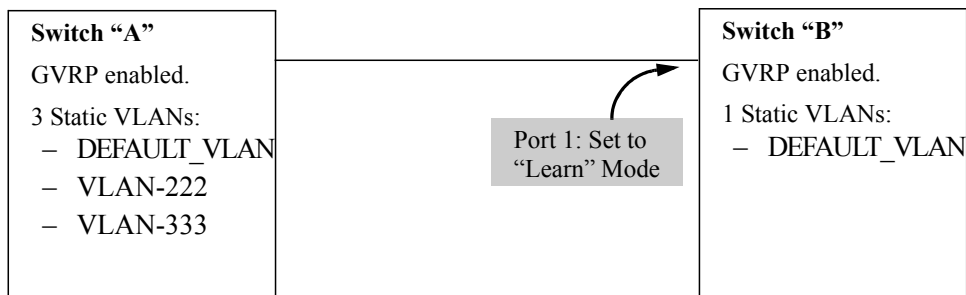 Switch “A”
GVRP enabled.
3 Static VLANs:
– DEFAULT_VLAN
– VLAN-222
– VLAN-333
Port 1: Set to
“Learn” Mode
Switch “B”
GVRP enabled.
1 Static VLANs:
– DEFAULT_VLAN